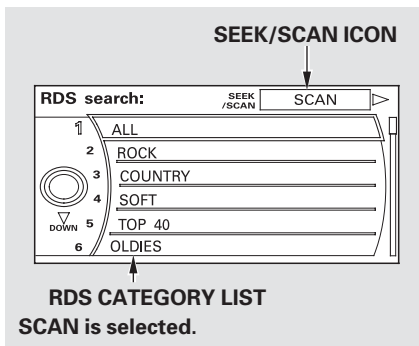 SEEK/SCAN ICON
RDS search:
SEEK
/SCAN
SCAN
1 ALL
2 ROCK
3 COUNTRY
4 SOFT
DOWN 5 TOP 40
6 OLDIES
RDS CATEGORY LIST
SCAN is selected.